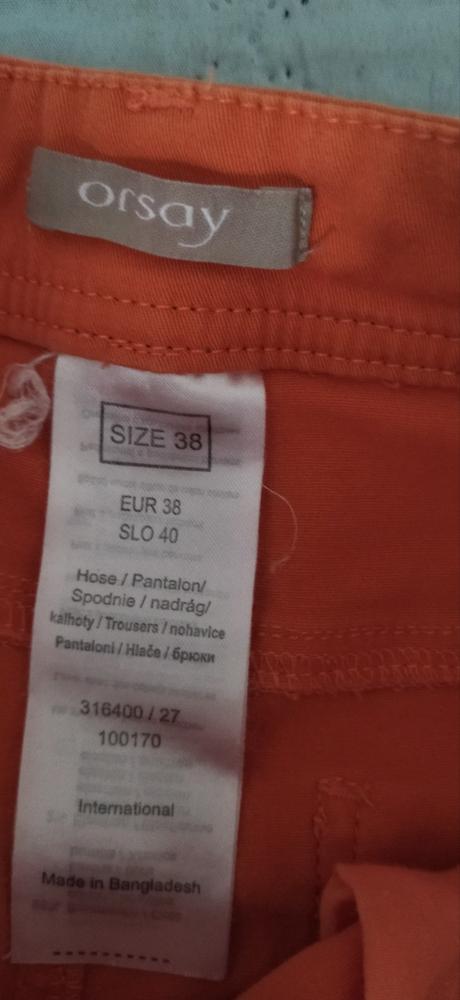 orsay
SIZE 38
EUR 38
SLO 40
Hose / Pantalon/
Spodnie / nadrág/
kalhoty / Trousers / nohavice
Pantaloni / Hlače / брюки
316400 / 27
100170
International
Made in Bangladesh